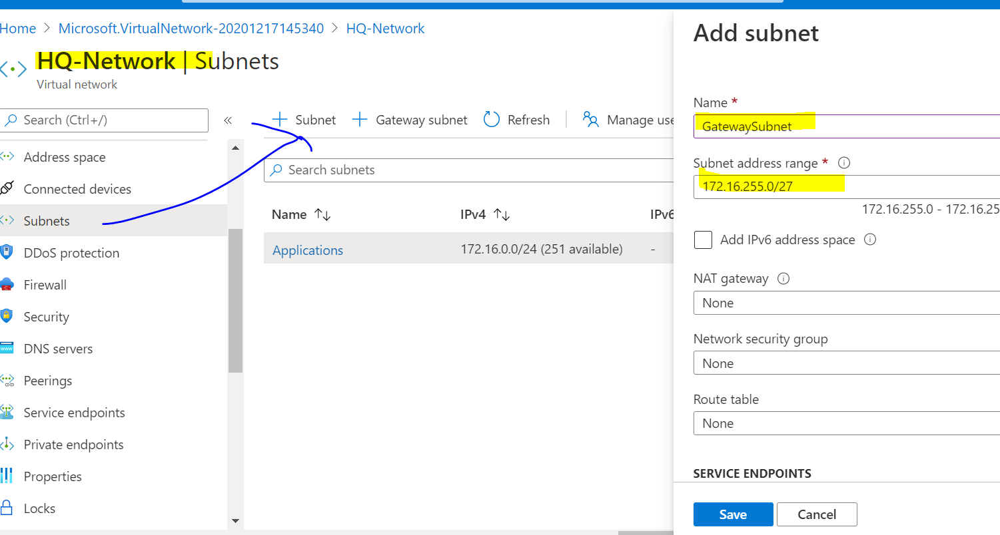 Home > Microsoft.VirtualNetwork-20201217145340 > HQ-Network
HQ-Network | Subnets
Virtual network
Search (Ctrl+/)
«
Address space
Connected devices
Subnets
DDoS protection
Firewall
Security
DNS servers
Peerings
Service endpoints
Private endpoints
Properties
Locks
+ Subnet + Gateway subnet Refresh Manage use
Search subnets
Name ↑↓ IPv4 ↑↓ IPv6
Applications 172.16.0.0/24 (251 available) -
Add subnet
Name *
GatewaySubnet
Subnet address range *
172.16.255.0/27
172.16.255.0 - 172.16.25
Add IPv6 address space
NAT gateway
None
Network security group
None
Route table
None
SERVICE ENDPOINTS
Save Cancel